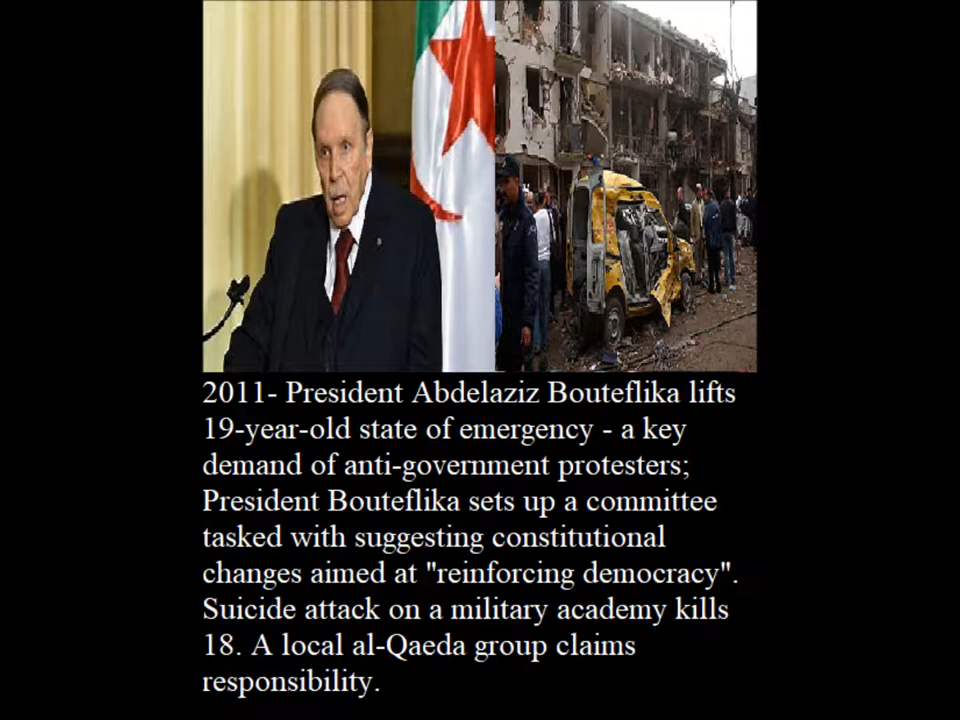 2011- President Abdelaziz Bouteflika lifts
19-year-old state of emergency - a key
demand of anti-government protesters;
President Bouteflika sets up a committee
tasked with suggesting constitutional
changes aimed at "reinforcing democracy".
Suicide attack on a military academy kills
18. A local al-Qaeda group claims
responsibility.